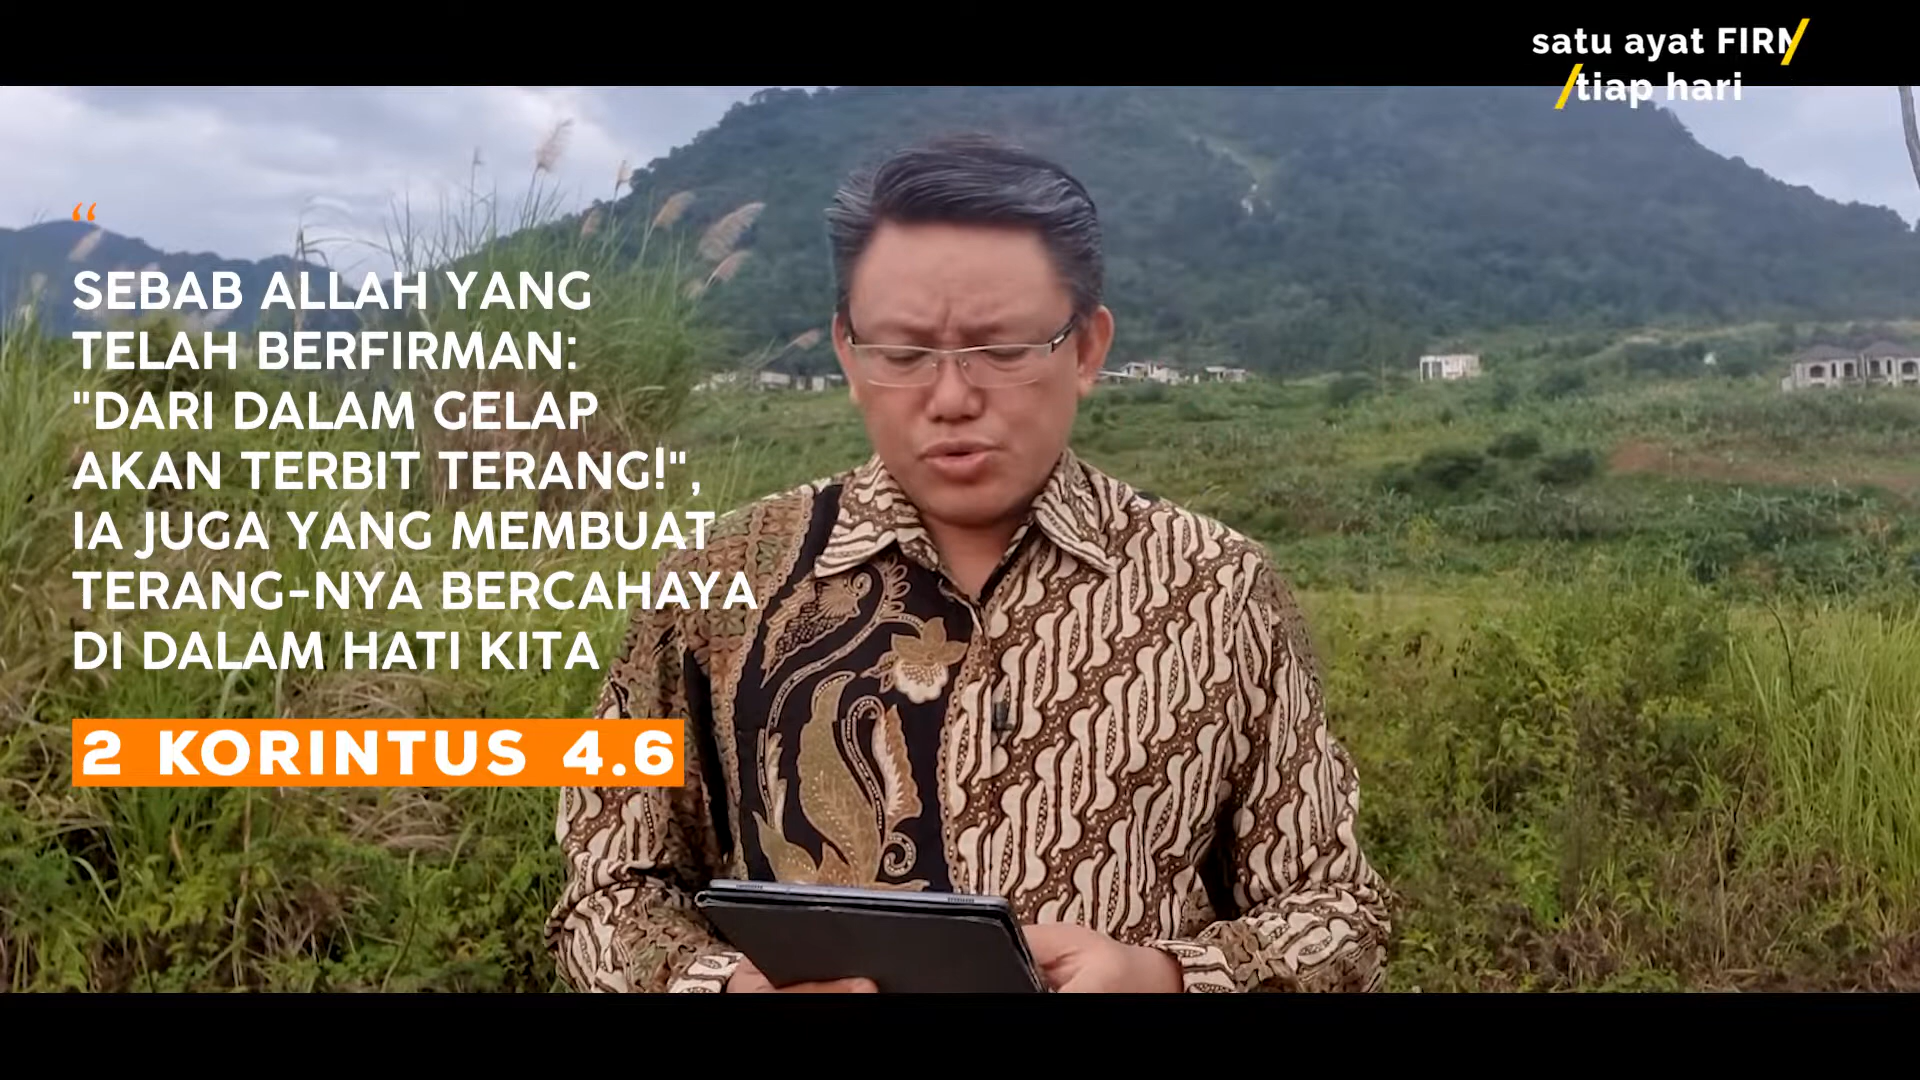 satu ayat FIRM
tiap hari
“
SEBAB ALLAH YANG
TELAH BERFIRMAN:
"DARI DALAM GELAP
AKAN TERBIT TERANG!",
IA JUGA YANG MEMBUAT
TERANG-NYA BERCAHAYA
DI DALAM HATI KITA
2 KORINTUS 4.6